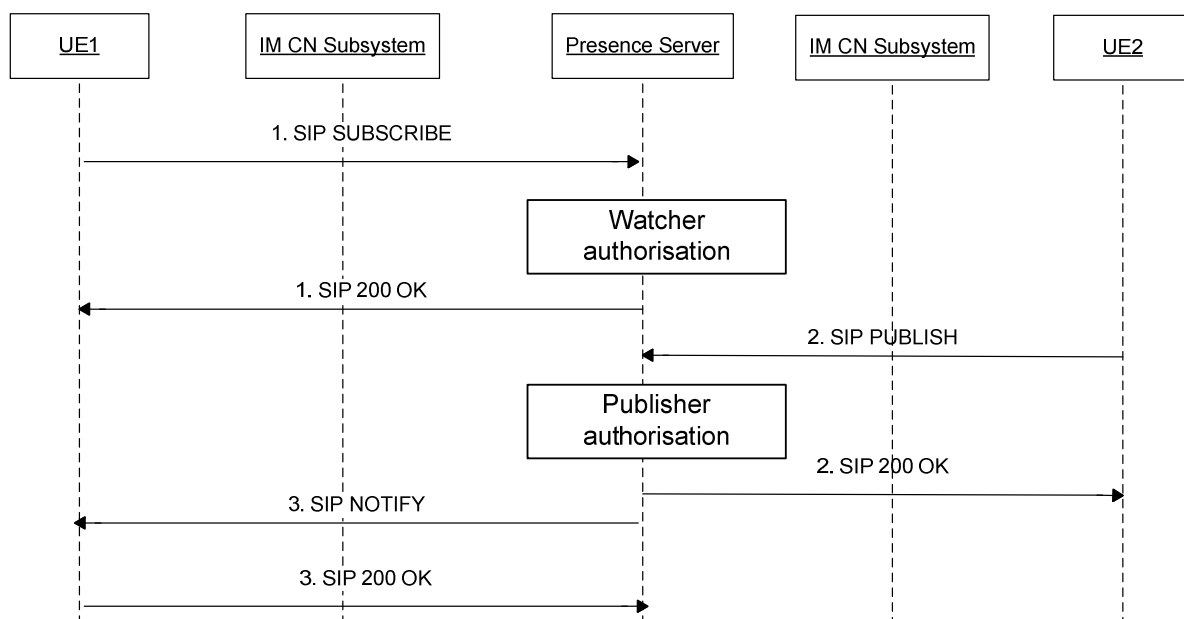 UE1
IM CN Subsystem
Presence Server
IM CN Subsystem
UE2
1. SIP SUBSCRIBE
Watcher
authorisation
1. SIP 200 OK
2. SIP PUBLISH
Publisher
authorisation
2. SIP 200 OK
3. SIP NOTIFY
3. SIP 200 OK